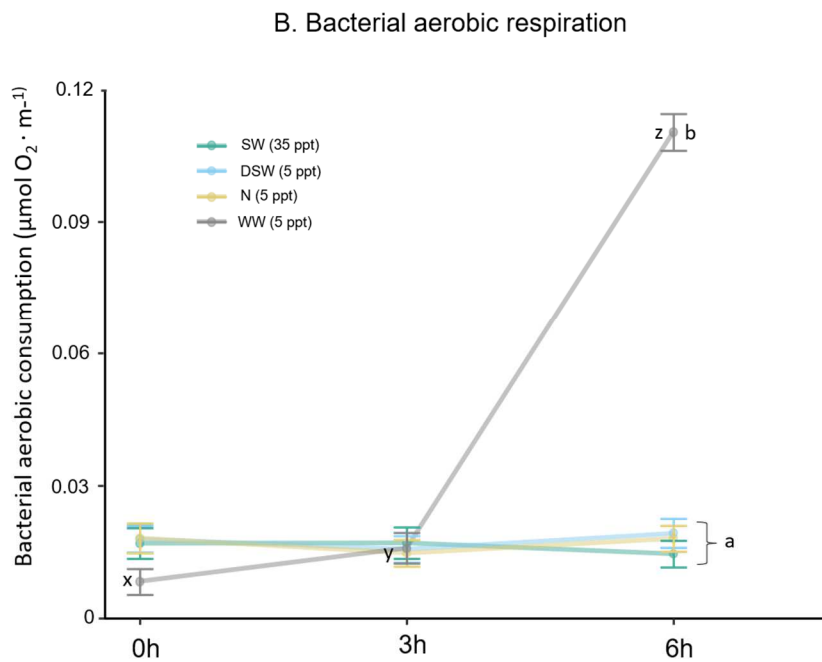 B. Bacterial aerobic respiration
Bacterial aerobic consumption (µmol O₂ · m⁻¹)
0.12
0.09
0.06
0.03
0
SW (35 ppt)
DSW (5 ppt)
N (5 ppt)
WW (5 ppt)
z b
a
y
x
0h 3h 6h